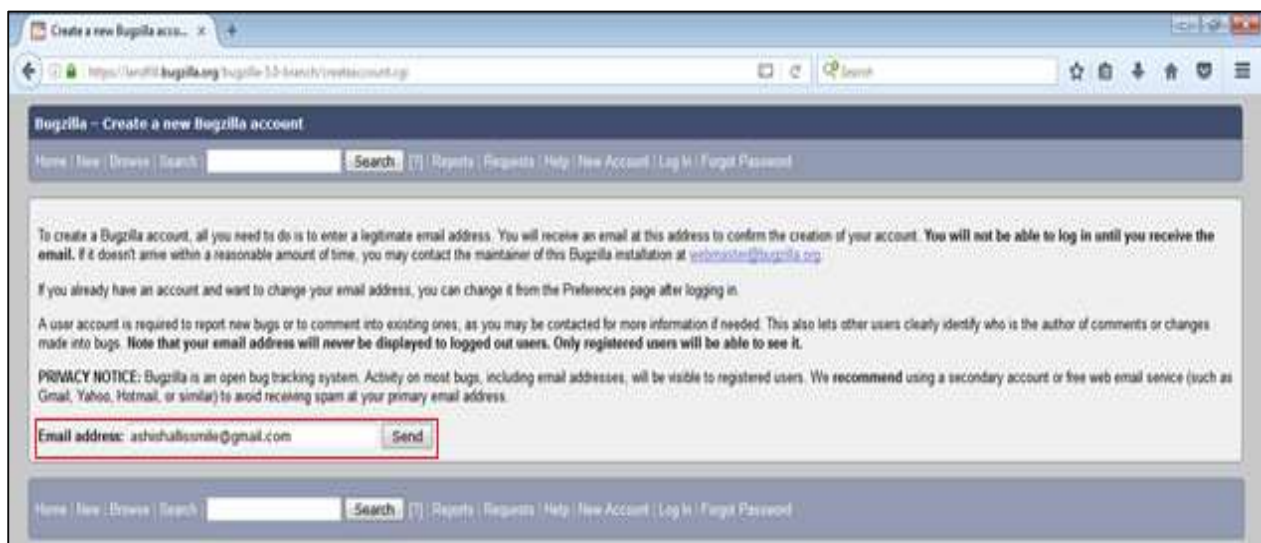 Create a new Bugzilla acco... × +
https://landfill.bugzilla.org/bugzilla-5.0-branch/createaccount.cgi
Search
Bugzilla – Create a new Bugzilla account
Home | New | Browse | Search | Search [?] | Reports | Requests | Help | New Account | Log In | Forgot Password
To create a Bugzilla account, all you need to do is to enter a legitimate email address. You will receive an email at this address to confirm the creation of your account. You will not be able to log in until you receive the
email. If it doesn't arrive within a reasonable amount of time, you may contact the maintainer of this Bugzilla installation at webmaster@bugzilla.org.
If you already have an account and want to change your email address, you can change it from the Preferences page after logging in.
A user account is required to report new bugs or to comment into existing ones, as you may be contacted for more information if needed. This also lets other users clearly identify who is the author of comments or changes
made into bugs. Note that your email address will never be displayed to logged out users. Only registered users will be able to see it.
PRIVACY NOTICE: Bugzilla is an open bug tracking system. Activity on most bugs, including email addresses, will be visible to registered users. We recommend using a secondary account or free web email service (such as
Gmail, Yahoo, Hotmail, or similar) to avoid receiving spam at your primary email address.
Email address: ashishallissmile@gmail.com Send
Home | New | Browse | Search | Search [?] | Reports | Requests | Help | New Account | Log In | Forgot Password